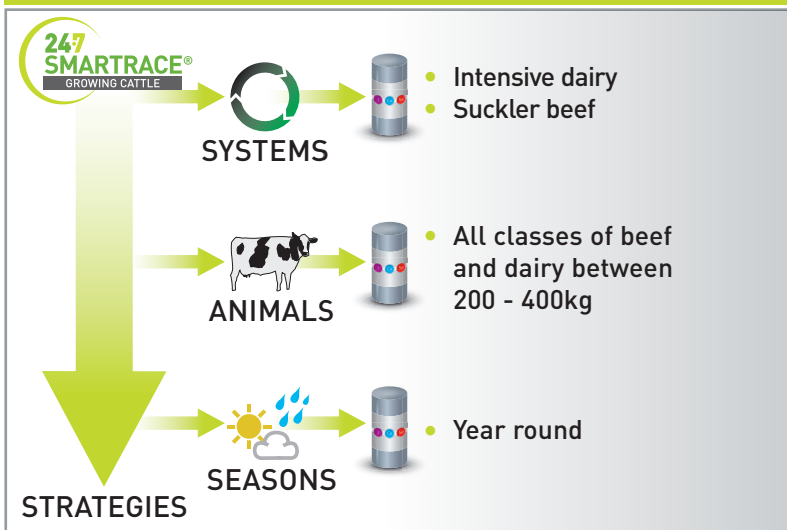 24·7
SMARTRACE®
GROWING CATTLE
SYSTEMS
• Intensive dairy
• Suckler beef
ANIMALS
• All classes of beef
and dairy between
200 - 400kg
SEASONS
• Year round
STRATEGIES